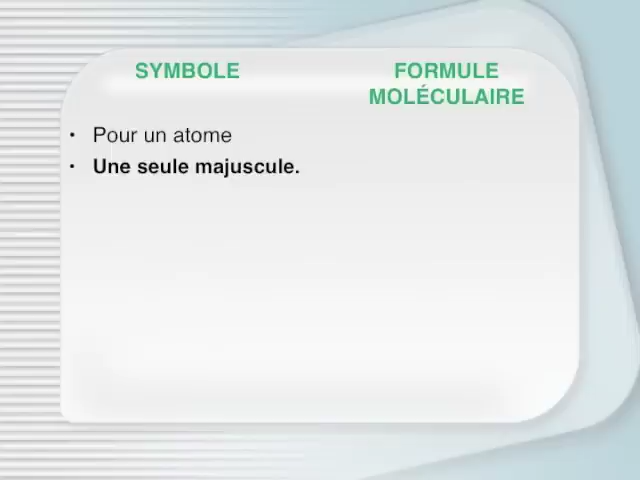 SYMBOLE
FORMULE
MOLÉCULAIRE
• Pour un atome
• Une seule majuscule.